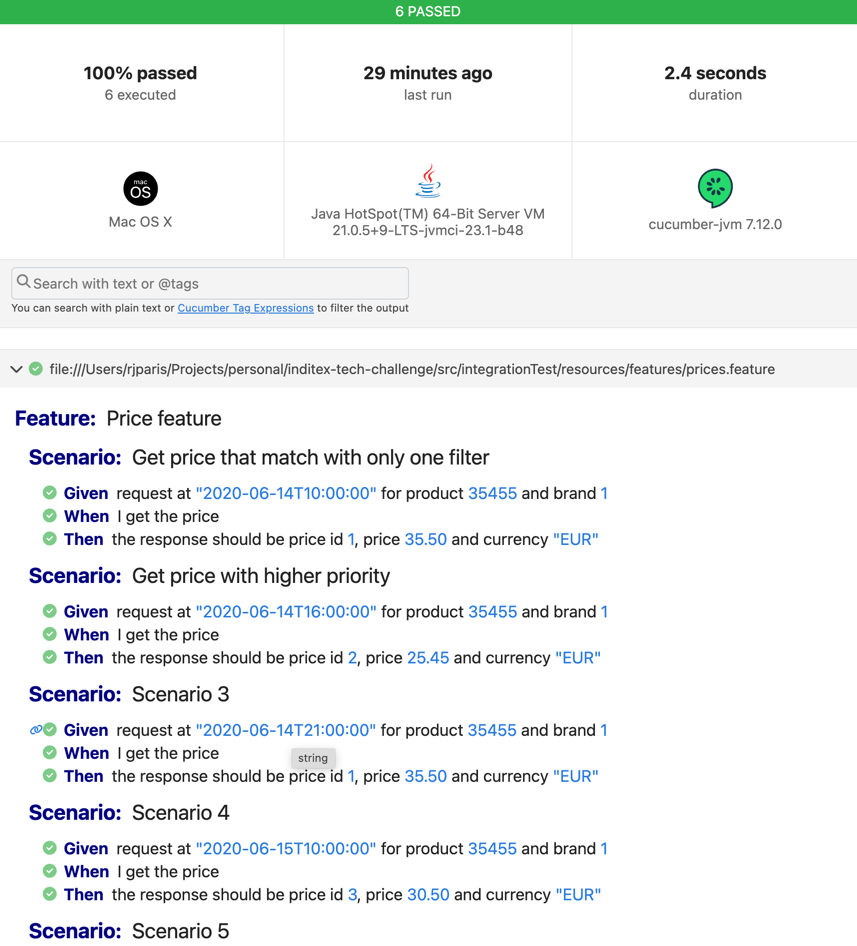 6 PASSED
100% passed
6 executed
29 minutes ago
last run
2.4 seconds
duration
mac
OS
Mac OS X
Java HotSpot(TM) 64-Bit Server VM
21.0.5+9-LTS-jvmci-23.1-b48
cucumber-jvm 7.12.0
Search with text or @tags
You can search with plain text or Cucumber Tag Expressions to filter the output
file:///Users/rjparis/Projects/personal/inditex-tech-challenge/src/integrationTest/resources/features/prices.feature
Feature: Price feature
Scenario: Get price that match with only one filter
Given request at "2020-06-14T10:00:00" for product 35455 and brand 1
When I get the price
Then the response should be price id 1, price 35.50 and currency "EUR"
Scenario: Get price with higher priority
Given request at "2020-06-14T16:00:00" for product 35455 and brand 1
When I get the price
Then the response should be price id 2, price 25.45 and currency "EUR"
Scenario: Scenario 3
Given request at "2020-06-14T21:00:00" for product 35455 and brand 1
When I get the price
string
Then the response should be price id 1, price 35.50 and currency "EUR"
Scenario: Scenario 4
Given request at "2020-06-15T10:00:00" for product 35455 and brand 1
When I get the price
Then the response should be price id 3, price 30.50 and currency "EUR"
Scenario: Scenario 5